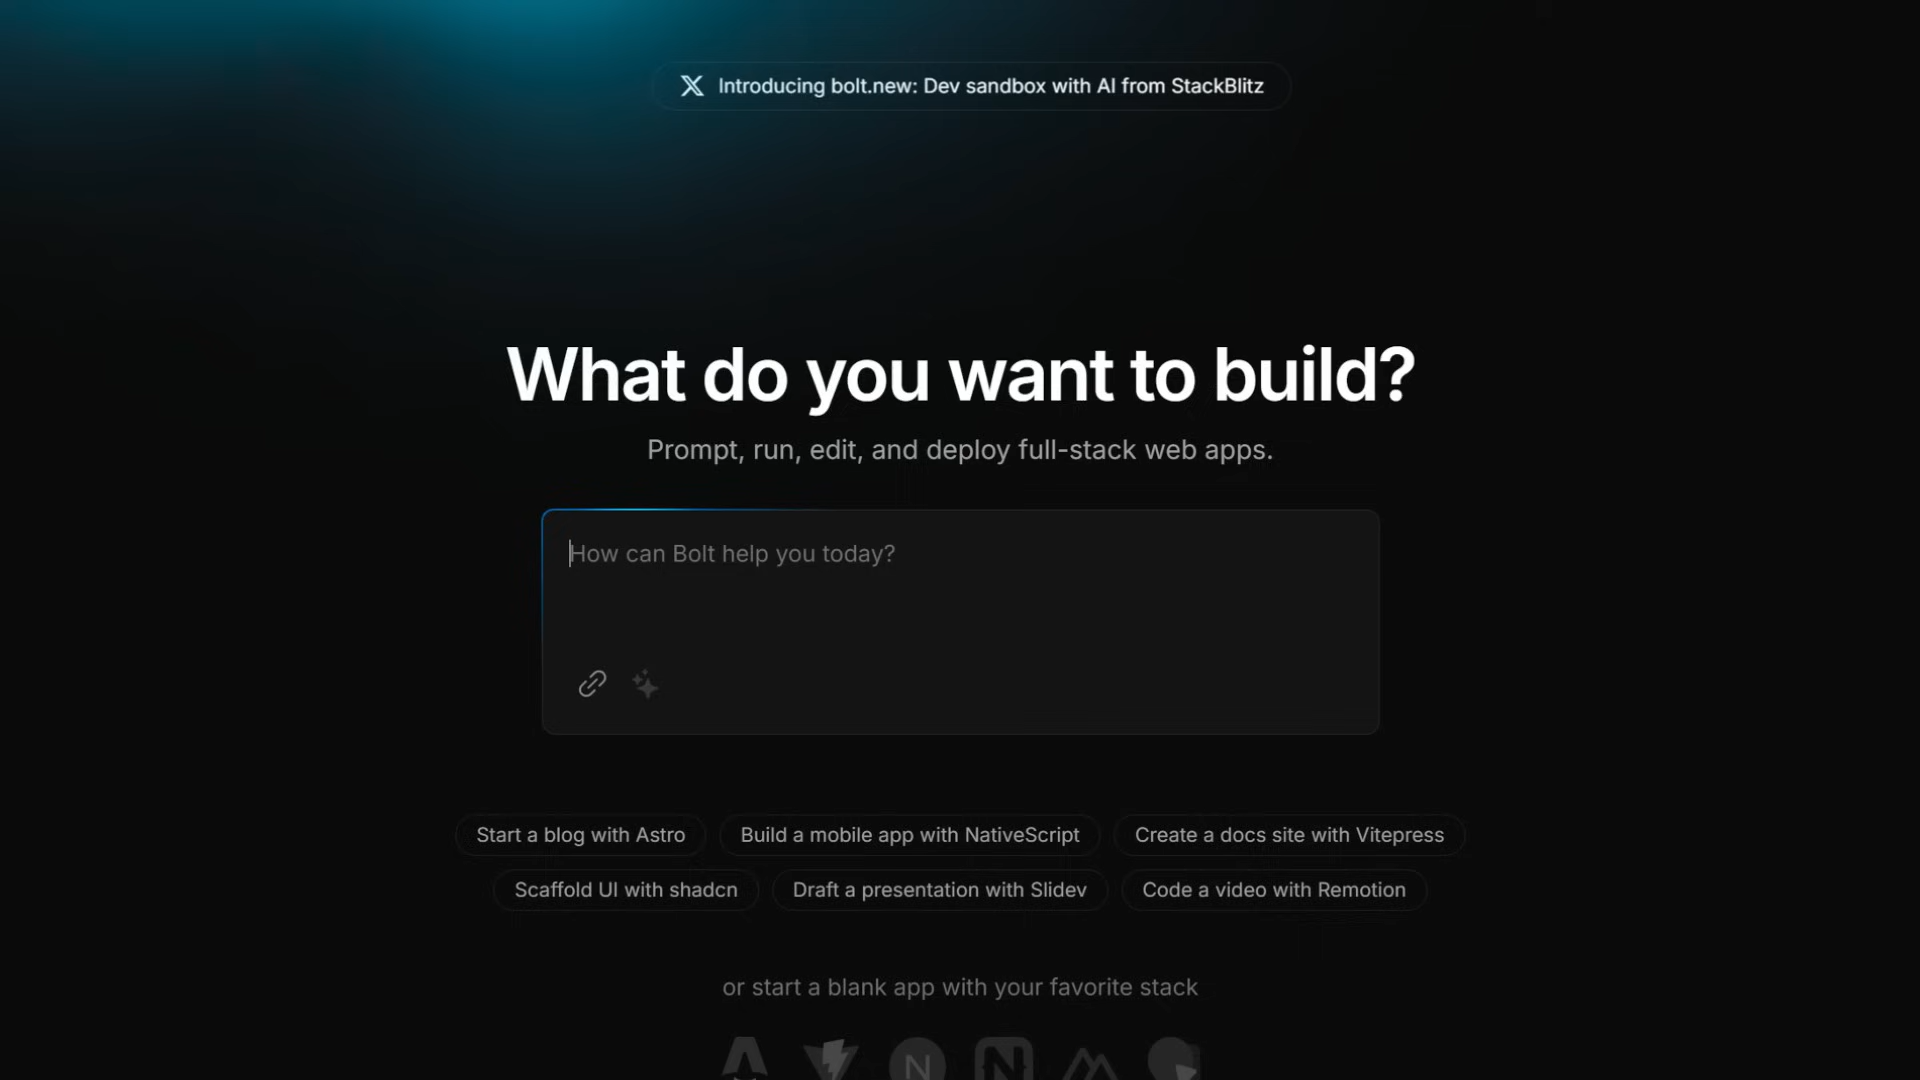 Introducing bolt.new: Dev sandbox with AI from StackBlitz
What do you want to build?
Prompt, run, edit, and deploy full-stack web apps.
How can Bolt help you today?
Start a blog with Astro
Build a mobile app with NativeScript
Create a docs site with Vitepress
Scaffold UI with shadcn
Draft a presentation with Slidev
Code a video with Remotion
or start a blank app with your favorite stack